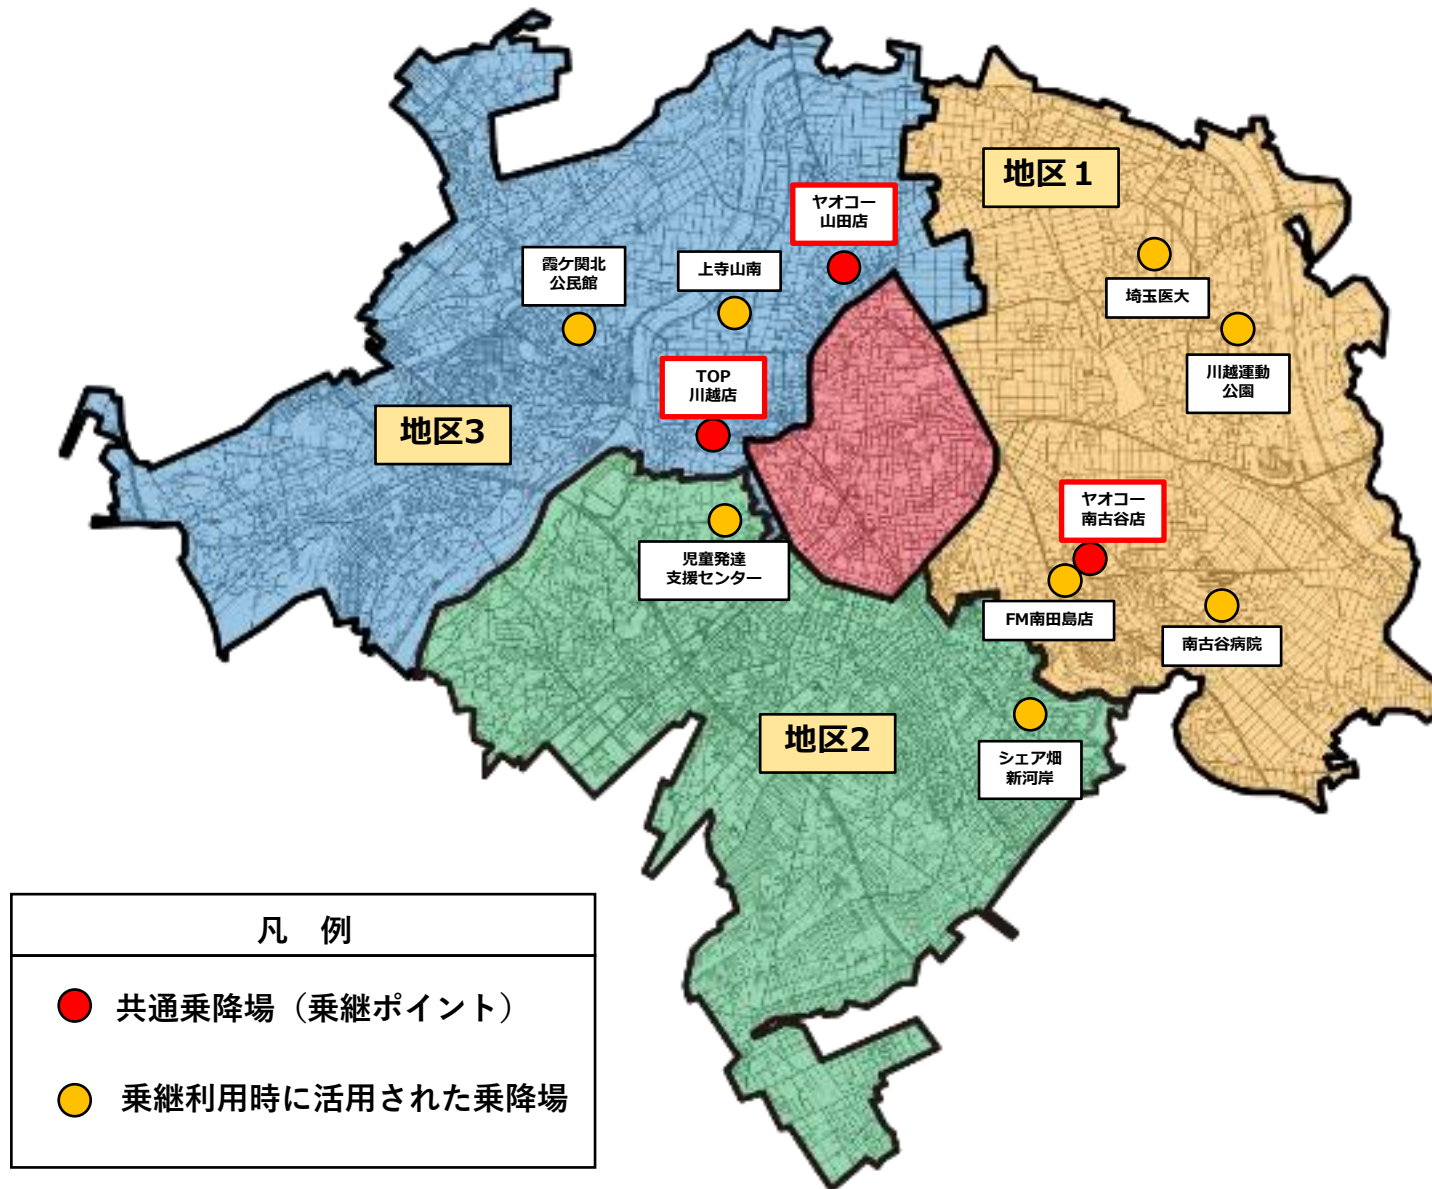 地区1
ヤオコー
山田店
霞ケ関北
公民館
上寺山南
埼玉医大
川越運動
公園
TOP
川越店
地区3
ヤオコー
南古谷店
児童発達
支援センター
FM南田島店
南古谷病院
地区2
シェア畑
新河岸
凡 例
共通乗降場（乗継ポイント）
乗継利用時に活用された乗降場